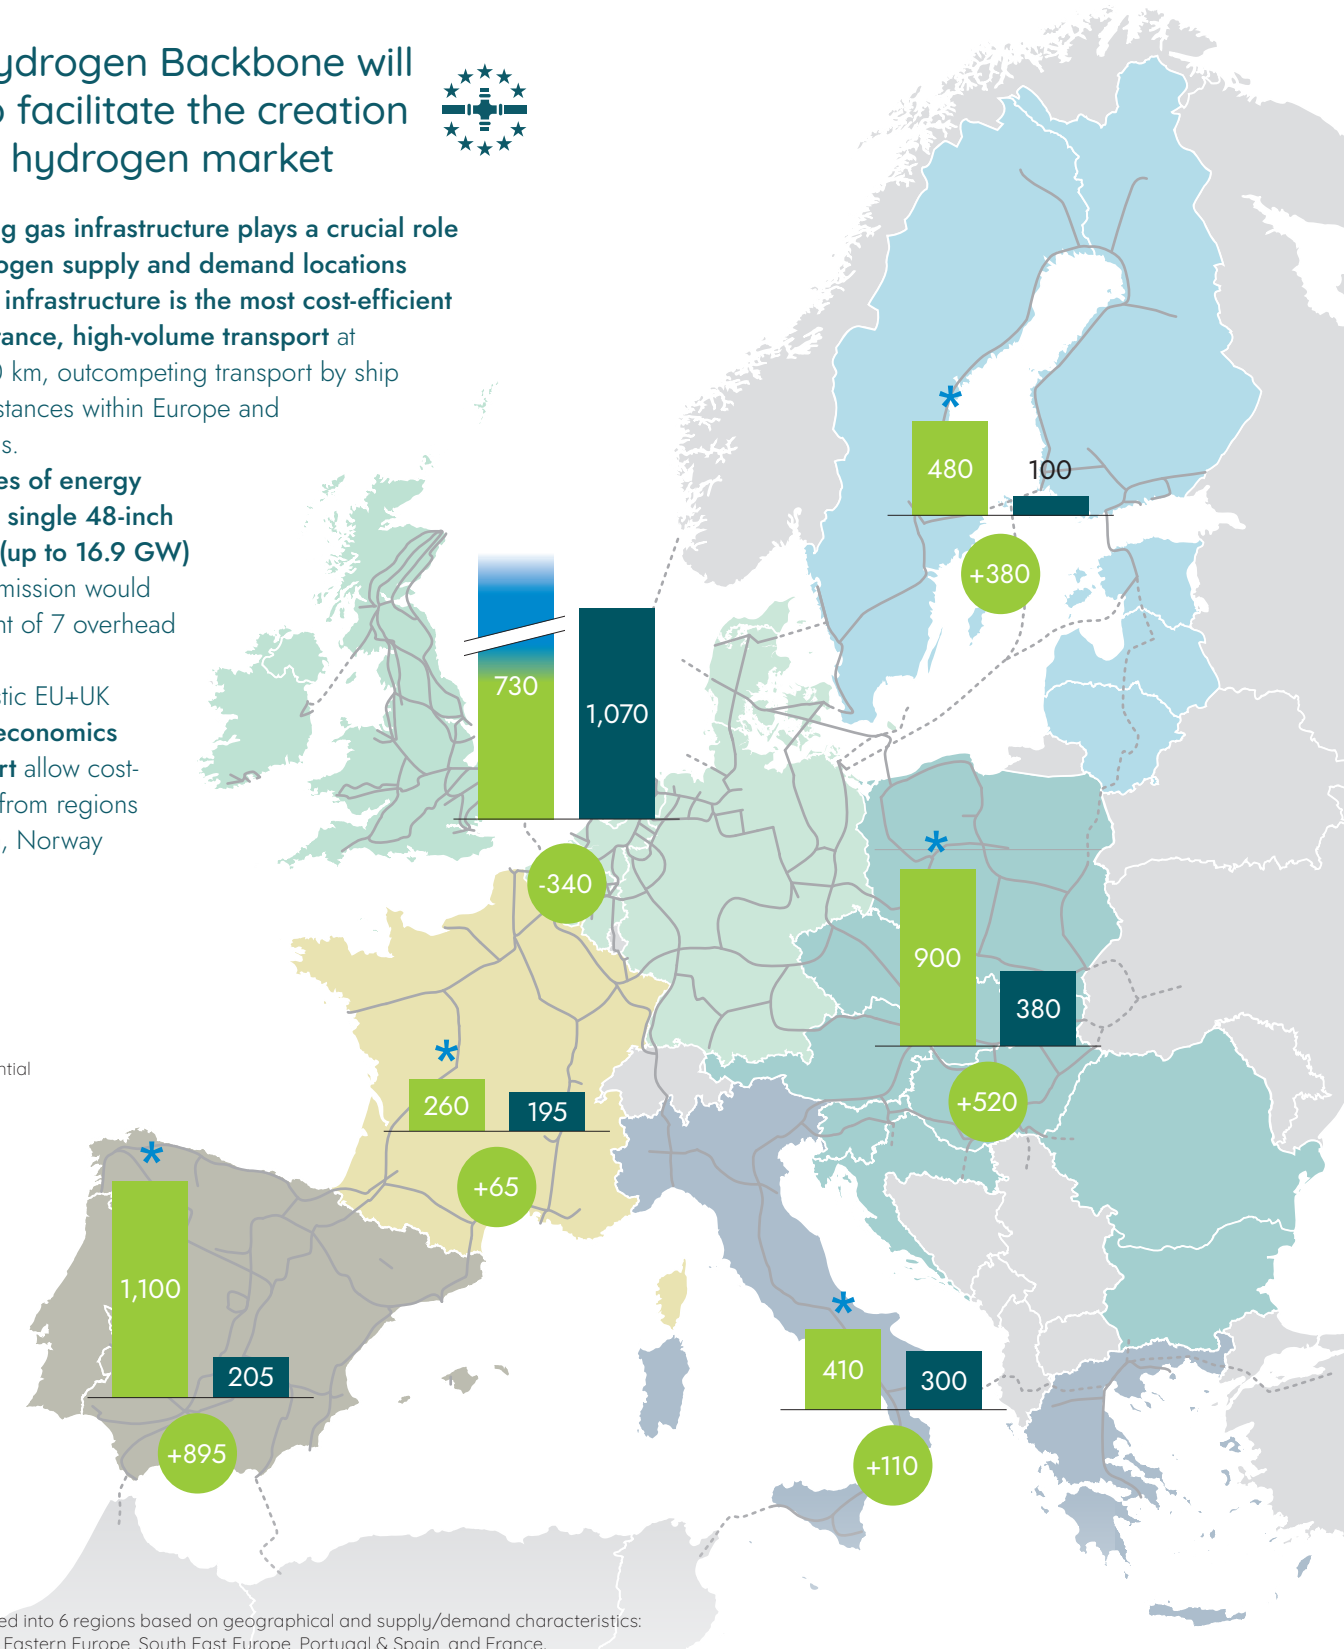 ydrogen Backbone will
facilitate the creation
hydrogen market
g gas infrastructure plays a crucial role
ogen supply and demand locations
infrastructure is the most cost-efficient
tance, high-volume transport at
0 km, outcompeting transport by ship
stances within Europe and
s.
es of energy
single 48-inch
(up to 16.9 GW)
mission would
nt of 7 overhead
stic EU+UK
economics
rt allow cost-
from regions
, Norway
480
100
+380
730
1,070
-340
900
380
+520
ntial
260
195
+65
1,100
205
+895
410
300
+110
ed into 6 regions based on geographical and supply/demand characteristics:
Eastern Europe, South East Europe, Portugal & Spain, and France.